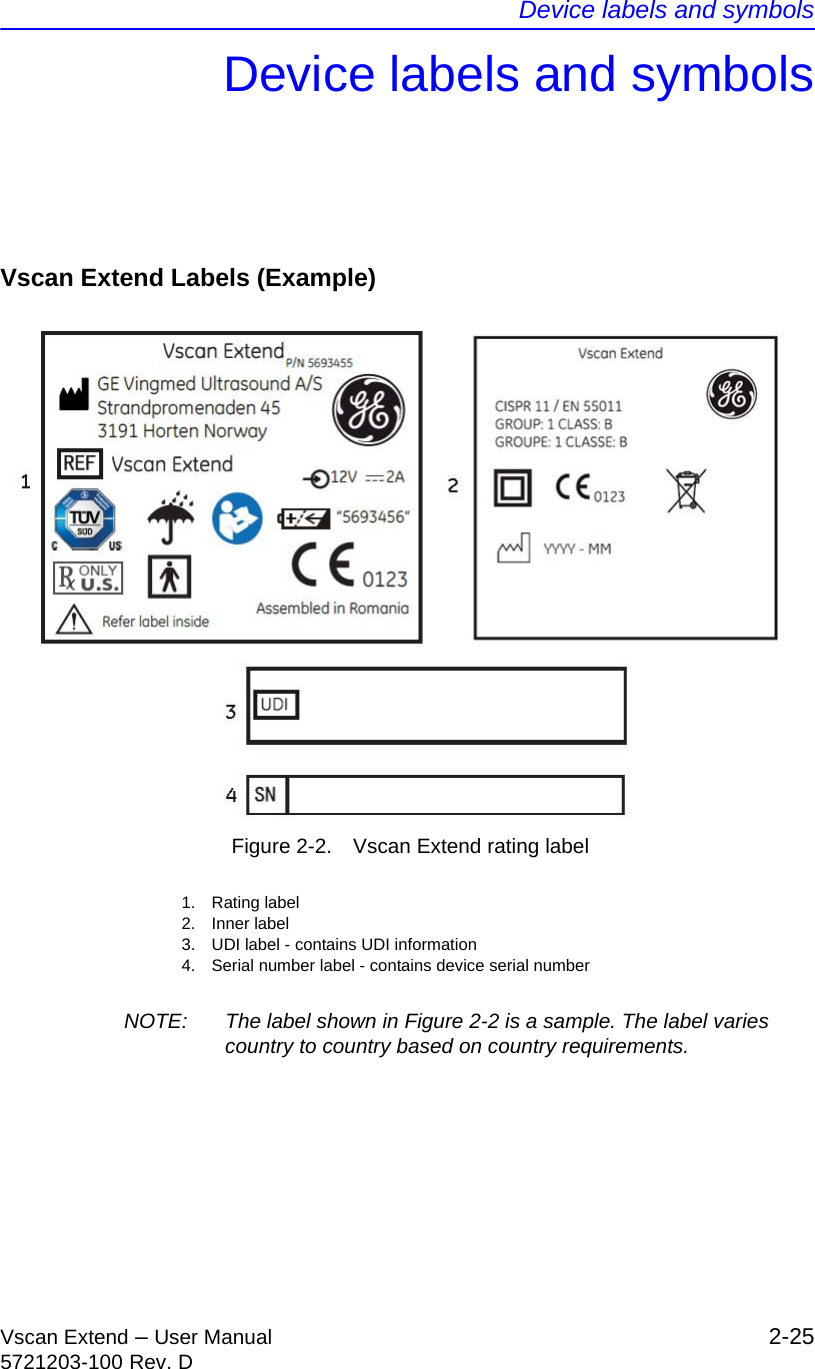 Device labels and symbols
Device labels and symbols
Vscan Extend Labels (Example)
1
Vscan Extend P/N 5693455
GE Vingmed Ultrasound A/S
Strandpromenaden 45
3191 Horten Norway
GE
REF Vscan Extend
12V 2A
TÜV
SÜD
C US
"5693456"
Rx ONLY
U.S.
CE 0123
Assembled in Romania
Refer label inside
2
Vscan Extend
GE
CISPR 11 / EN 55011
GROUP: 1 CLASS: B
GROUPE: 1 CLASSE: B
CE 0123
YYYY - MM
3 UDI
4 SN
Figure 2-2. Vscan Extend rating label
1. Rating label
2. Inner label
3. UDI label - contains UDI information
4. Serial number label - contains device serial number
NOTE: The label shown in Figure 2-2 is a sample. The label varies
country to country based on country requirements.
Vscan Extend – User Manual 2-25
5721203-100 Rev. D